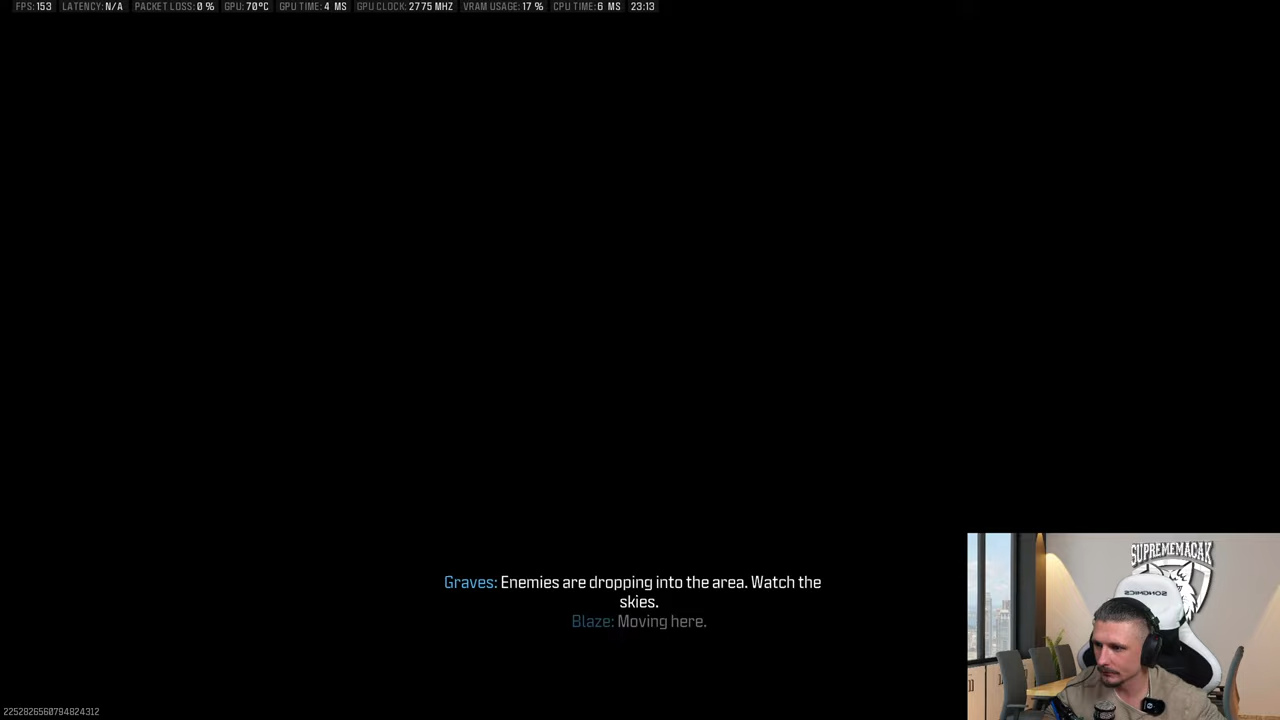 FPS: 153 LATENCY: N/A PACKET LOSS: 0 % GPU: 70°C GPU TIME: 4 MS GPU CLOCK: 2775 MHZ VRAM USAGE: 17 % CPU TIME: 6 MS 23:13
Graves: Enemies are dropping into the area. Watch the
skies.
Blaze: Moving here.
SUPREMEMACAK
SONONICS
2252826560794824312